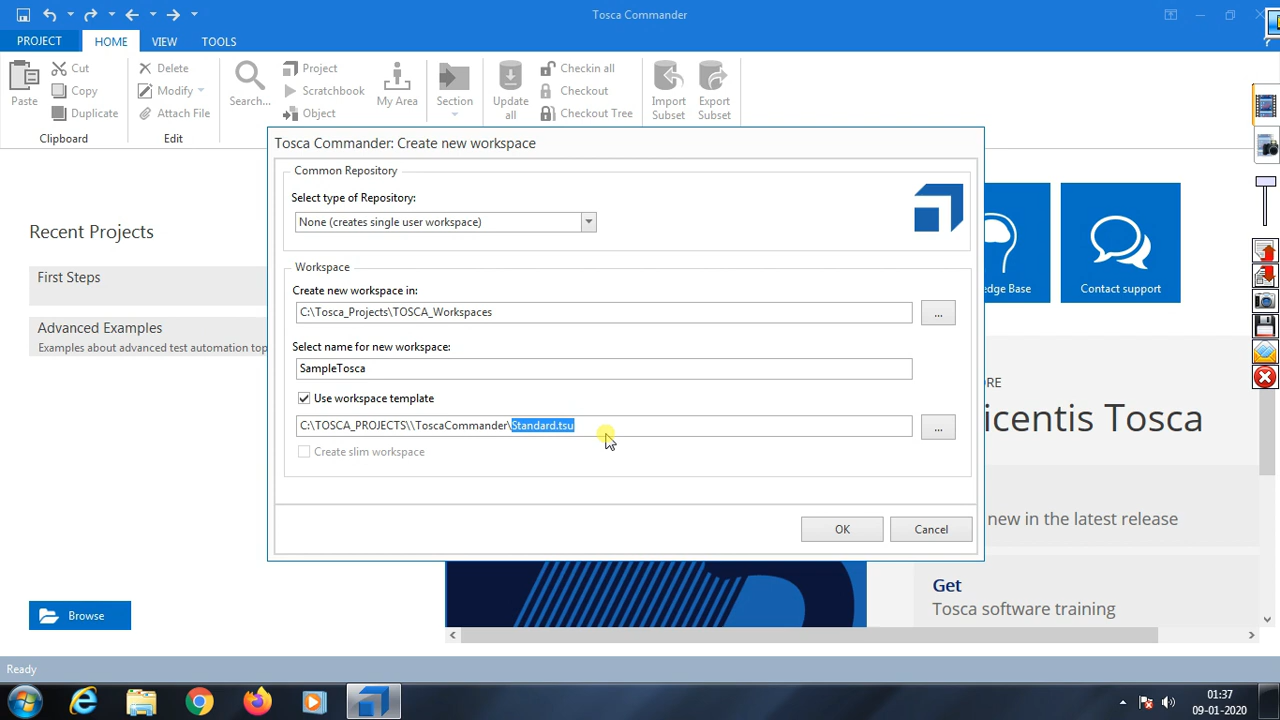 Tosca Commander
PROJECT HOME VIEW TOOLS
Paste
Cut
Copy
Duplicate
Clipboard
Delete
Modify
Attach File
Edit
Search...
Project
Scratchbook
Object
My Area
Section
Update all
Checkin all
Checkout
Checkout Tree
Import Subset
Export Subset
Recent Projects
First Steps
Advanced Examples
Examples about advanced test automation top
Browse
Tosca Commander: Create new workspace
Common Repository
Select type of Repository:
None (creates single user workspace)
Workspace
Create new workspace in:
C:\Tosca_Projects\TOSCA_Workspaces
...
Select name for new workspace:
SampleTosca
Use workspace template
C:\TOSCA_PROJECTS\\ToscaCommander\Standard.tsu
...
Create slim workspace
OK Cancel
edge Base
Contact support
ORE
icentis Tosca
new in the latest release
Get
Tosca software training
Ready
01:37
09-01-2020